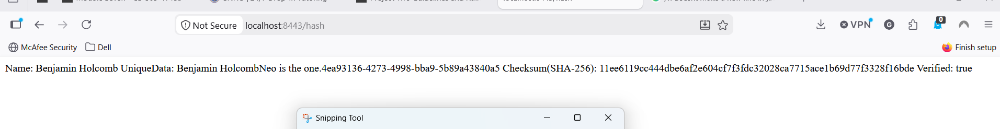 Not Secure localhost:8443/hash
VPN
G
0
McAfee Security Dell Finish setup
Name: Benjamin Holcomb UniqueData: Benjamin HolcombNeo is the one.4ea93136-4273-4998-bba9-5b89a43840a5 Checksum(SHA-256): 11ee6119cc444dbe6af2e604cf7f3fdc32028ca7715ace1b69d77f3328f16bde Verified: true
Snipping Tool